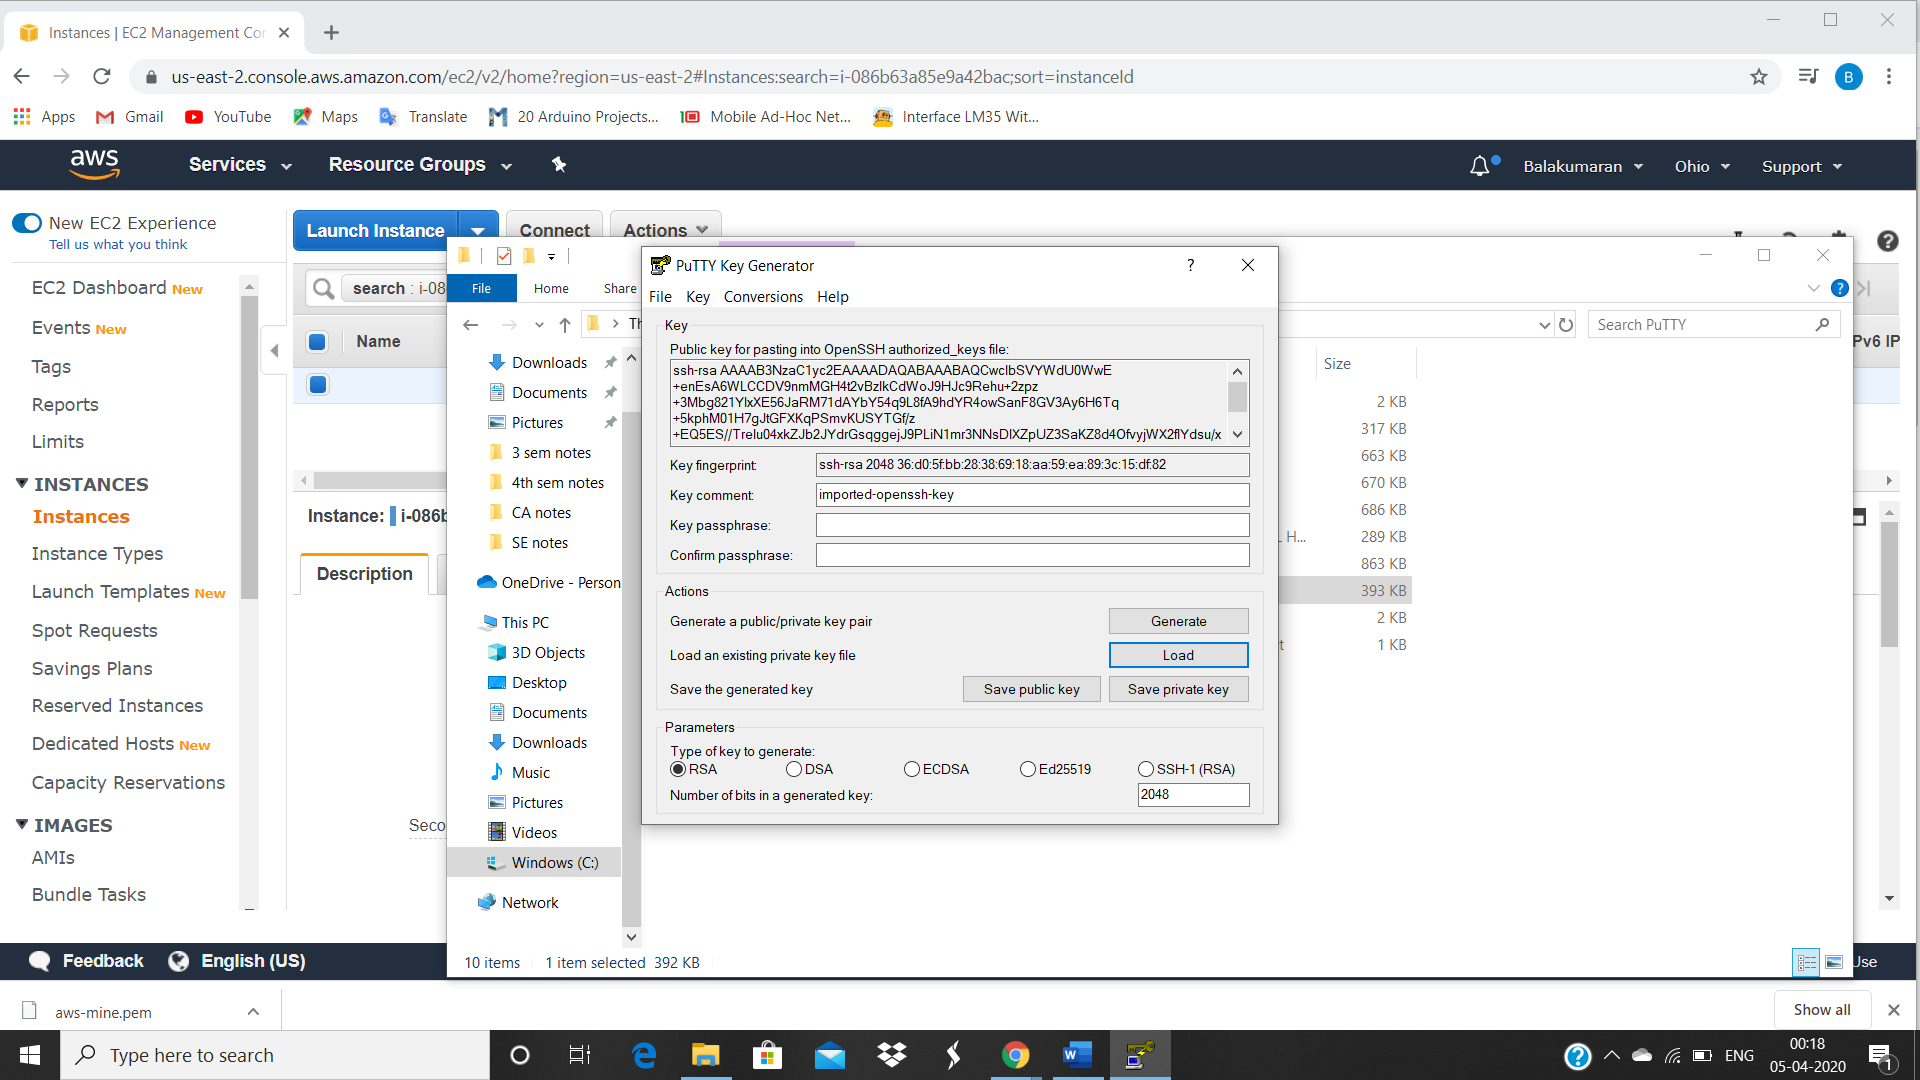 Instances | EC2 Management Cor
us-east-2.console.aws.amazon.com/ec2/v2/home?region=us-east-2#Instances:search=i-086b63a85e9a42bac;sort=instanceId
B
Apps
Gmail
YouTube
Maps
Translate
20 Arduino Projects...
Mobile Ad-Hoc Net...
Interface LM35 Wit...
aws
Services
Resource Groups
Balakumaran
Ohio
Support
New EC2 Experience
Tell us what you think
EC2 Dashboard New
Events New
Tags
Reports
Limits
INSTANCES
Instances
Instance Types
Launch Templates New
Spot Requests
Savings Plans
Reserved Instances
Dedicated Hosts New
Capacity Reservations
IMAGES
AMIs
Bundle Tasks
Launch Instance
Connect
Actions
search : i-08
Name
Pv6 IP
Instance: i-086b
Description
Seco
File
Home
Share
Th
Search PuTTY
Downloads
Documents
Pictures
3 sem notes
4th sem notes
CA notes
SE notes
OneDrive - Person
This PC
3D Objects
Desktop
Documents
Downloads
Music
Pictures
Videos
Windows (C:)
Network
Size
2 KB
317 KB
663 KB
670 KB
686 KB
L H...
289 KB
863 KB
393 KB
2 KB
t
1 KB
10 items
1 item selected 392 KB
PuTTY Key Generator
?
File
Key
Conversions
Help
Key
Public key for pasting into OpenSSH authorized_keys file:
+3Mbg821YlxXE56JaRM71dAYbY54q9L8fA9hdYR4owSanF8GV3Ay6H6Tq
+5kphM01H7gJtGFXKqPSmvKUSYTGf/z
Key fingerprint:
ssh-rsa 2048 36:d0:5f:bb:28:38:69:18:aa:59:ea:89:3c:15:df:82
Key comment:
imported-openssh-key
Key passphrase:
Confirm passphrase:
Actions
Generate a public/private key pair
Generate
Load an existing private key file
Load
Save the generated key
Save public key
Save private key
Parameters
Type of key to generate:
RSA
DSA
ECDSA
Ed25519
SSH-1 (RSA)
Number of bits in a generated key:
2048
Feedback
English (US)
Use
aws-mine.pem
Show all
Type here to search
ENG
00:18
05-04-2020
1